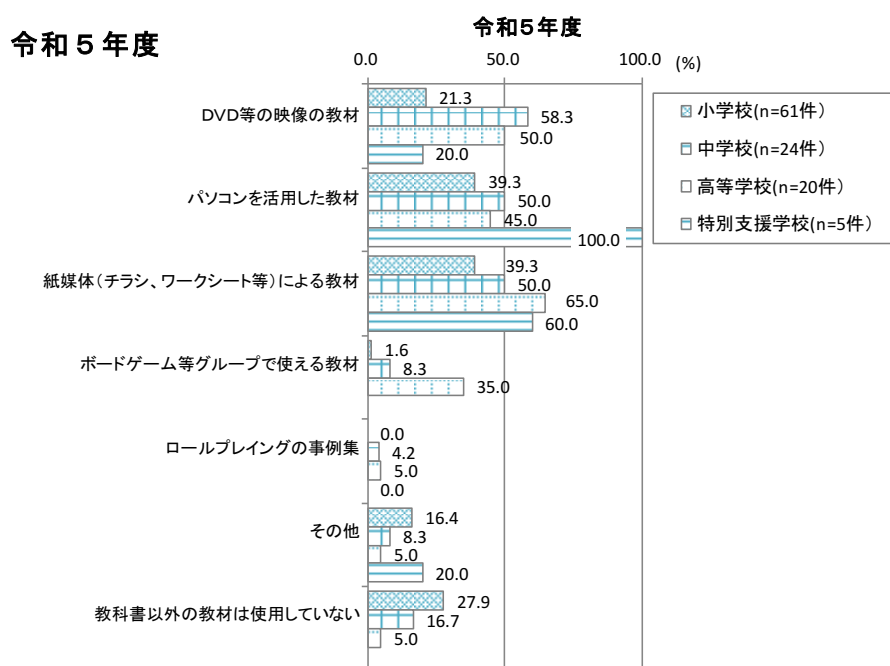 令和５年度
令和5年度
0.0 50.0 100.0 (%)
DVD等の映像の教材
21.3
58.3
50.0
20.0
パソコンを活用した教材
39.3
50.0
45.0
100.0
紙媒体（チラシ、ワークシート等）による教材
39.3
50.0
65.0
60.0
ボードゲーム等グループで使える教材
1.6
8.3
35.0
ロールプレイングの事例集
0.0
4.2
5.0
0.0
その他
16.4
8.3
5.0
20.0
教科書以外の教材は使用していない
27.9
16.7
5.0
小学校(n=61件)
中学校(n=24件)
高等学校(n=20件)
特別支援学校(n=5件)